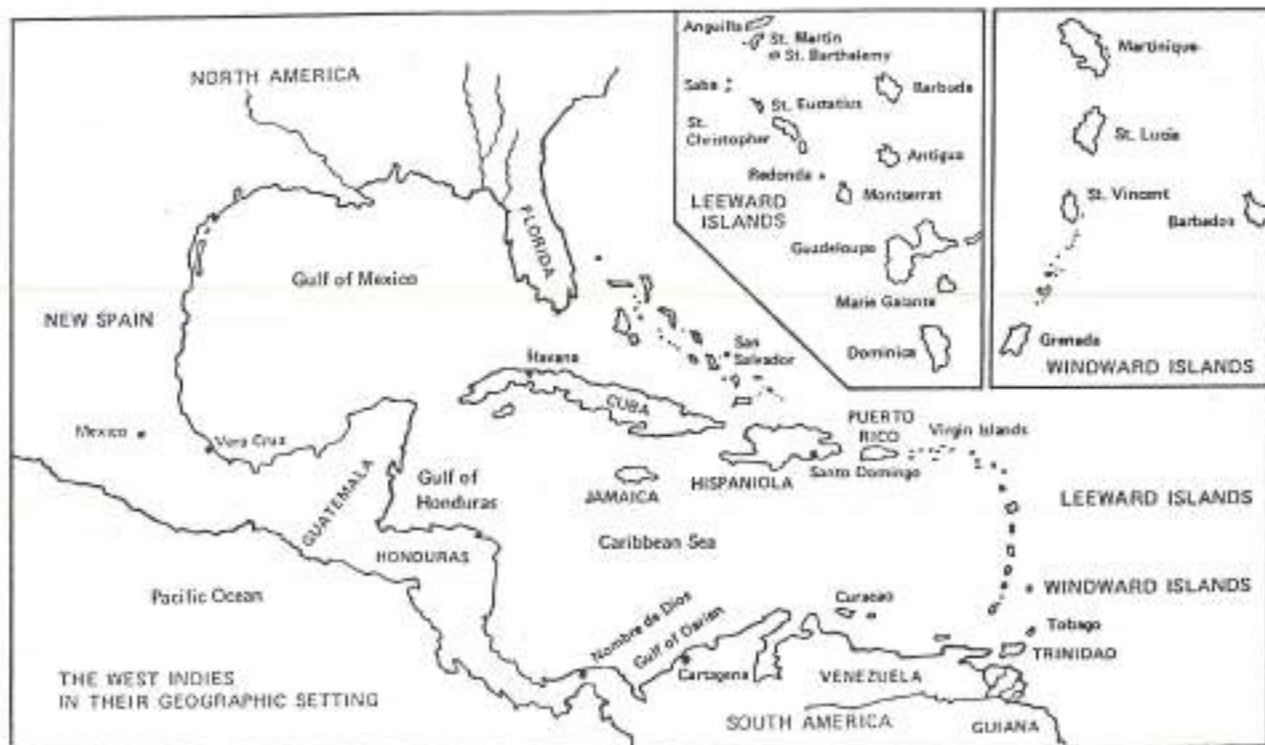 NORTH AMERICA
FLORIDA
Gulf of Mexico
NEW SPAIN
San
Salvador
Havana
CUBA
Mexico
Vera Cruz
GUATEMALA
Gulf of
Honduras
HONDURAS
JAMAICA
HISPANIOLA
Santo Domingo
PUERTO
RICO
Virgin Islands
LEEWARD ISLANDS
Caribbean Sea
WINDWARD ISLANDS
Pacific Ocean
Nombre de Dios
Gulf of Darian
Curacao
Tobago
TRINIDAD
Cartagena
VENEZUELA
SOUTH AMERICA
GUIANA
THE WEST INDIES
IN THEIR GEOGRAPHIC SETTING
Anguilla
St. Martin
St. Barthelemy
Saba
St. Eustatius
Barbuda
St.
Christopher
Antigua
Redonda
Montserrat
LEEWARD
ISLANDS
Guadeloupe
Marie Galante
Dominica
Martinique
St. Lucia
St. Vincent
Barbados
Grenada
WINDWARD ISLANDS